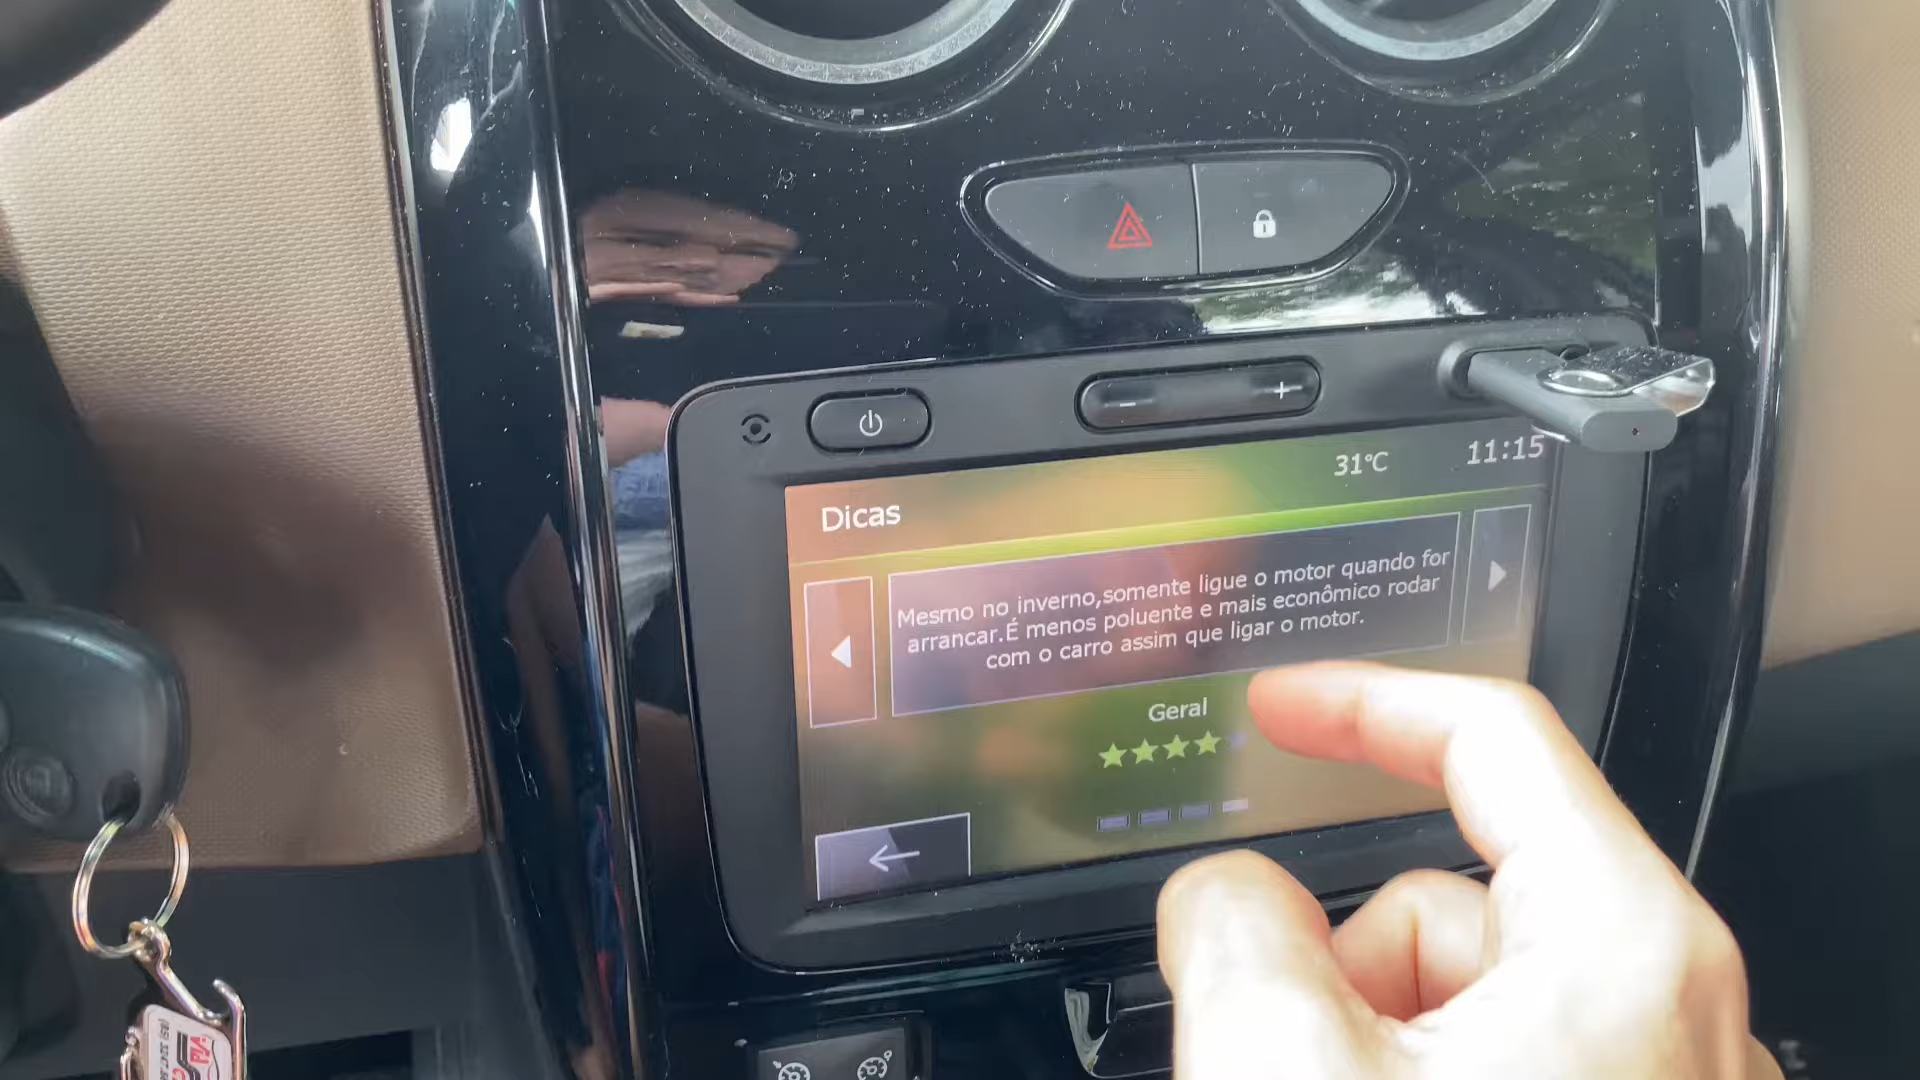 31°C
11:15
Dicas
Mesmo no inverno,somente ligue o motor quando for
arrancar.É menos poluente e mais econômico rodar
com o carro assim que ligar o motor.
Geral